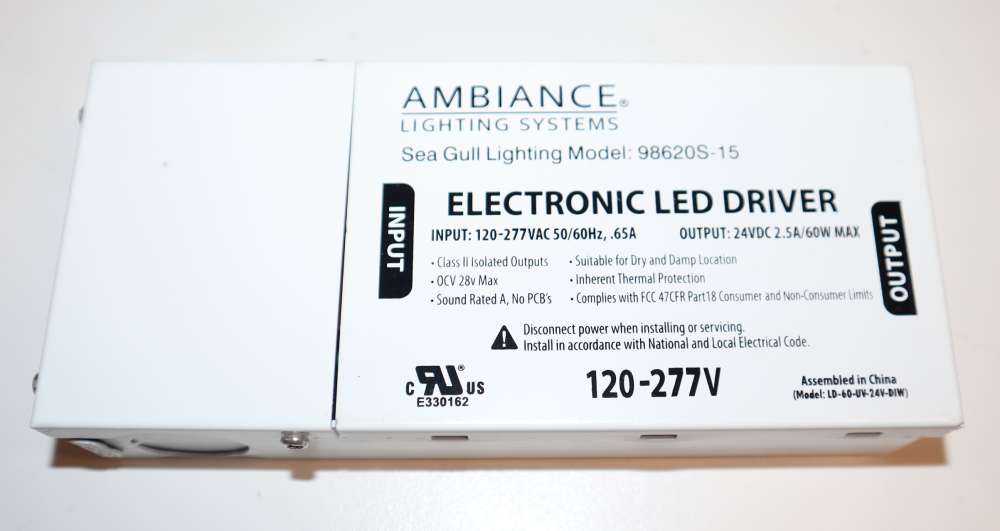 AMBIANCE®
LIGHTING SYSTEMS
Sea Gull Lighting Model: 98620S-15
ELECTRONIC LED DRIVER
INPUT
INPUT: 120-277VAC 50/60Hz, .65A OUTPUT: 24VDC 2.5A/60W MAX
• Class II Isolated Outputs • Suitable for Dry and Damp Location
• OCV 28v Max • Inherent Thermal Protection
• Sound Rated A, No PCB's • Complies with FCC 47CFR Part18 Consumer and Non-Consumer Limits
OUTPUT
Disconnect power when installing or servicing.
Install in accordance with National and Local Electrical Code.
C RU® US
E330162
120-277V
Assembled in China
(Model: LD-60-UV-24V-DIW)